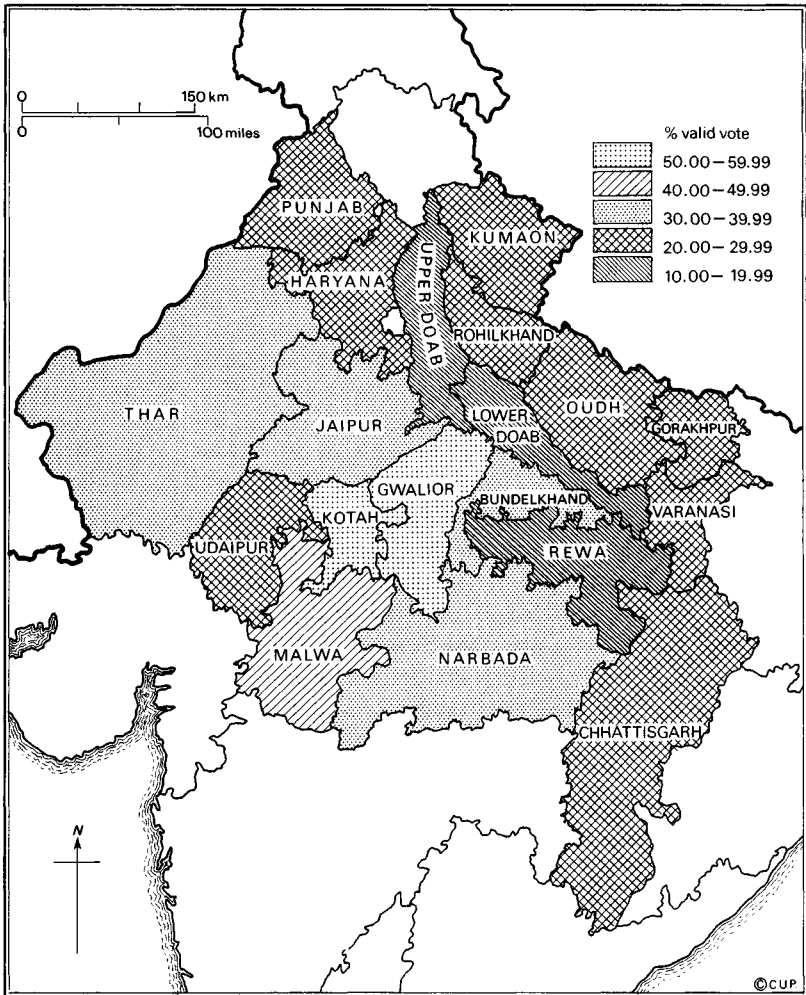 0 150 km
0 100 miles
% valid vote
50.00–59.99
40.00–49.99
30.00–39.99
20.00–29.99
10.00–19.99
PUNJAB
KUMAON
HARYANA
UPPER DOAB
ROHILKHAND
THAR
JAIPUR
LOWER
DOAB
OUDH
GORAKHPUR
GWALIOR
KOTAH
BUNDELKHAND
VARANASI
UDAIPUR
REWA
MALWA
NARBADA
CHHATTISGARH
N
©CUP